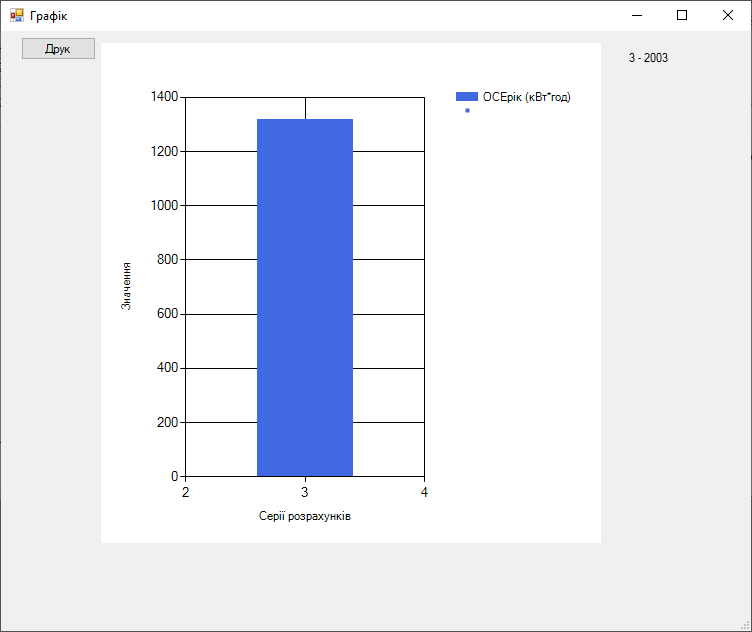 Графік
Друк
3 - 2003
ОСЕрік (кВт*год)
1400
1200
1000
800
600
400
200
0
Значення
2 3 4
Серії розрахунків